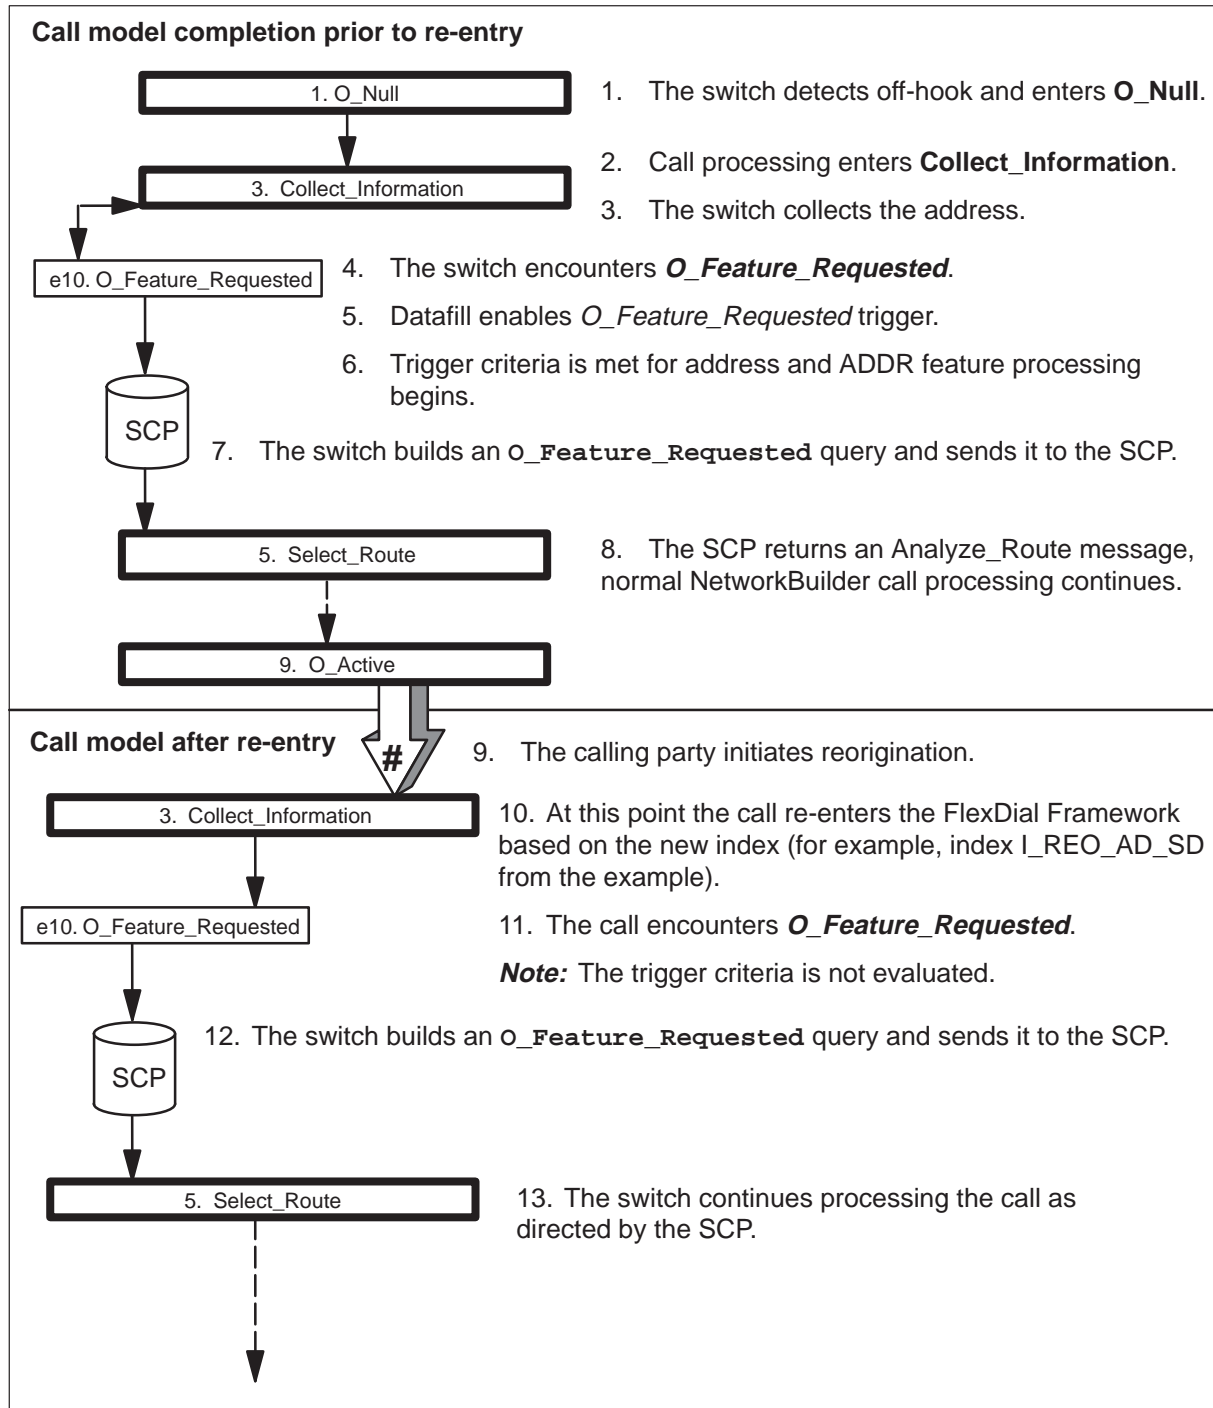 Call model completion prior to re-entry
1. O_Null
1. The switch detects off-hook and enters O_Null.
2. Call processing enters Collect_Information.
3. Collect_Information
3. The switch collects the address.
e10. O_Feature_Requested
4. The switch encounters O_Feature_Requested.
5. Datafill enables O_Feature_Requested trigger.
6. Trigger criteria is met for address and ADDR feature processing
begins.
SCP
7. The switch builds an O_Feature_Requested query and sends it to the SCP.
5. Select_Route
8. The SCP returns an Analyze_Route message,
normal NetworkBuilder call processing continues.
9. O_Active
Call model after re-entry
#
9. The calling party initiates reorigination.
3. Collect_Information
10. At this point the call re-enters the FlexDial Framework
based on the new index (for example, index I_REO_AD_SD
from the example).
e10. O_Feature_Requested
11. The call encounters O_Feature_Requested.
Note: The trigger criteria is not evaluated.
12. The switch builds an O_Feature_Requested query and sends it to the SCP.
SCP
5. Select_Route
13. The switch continues processing the call as
directed by the SCP.